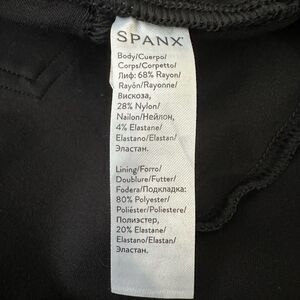 SPANX®
Body/Cuerpo/
Corps/Corpetto/
Лиф: 68% Rayon/
Rayón/Rayonne/
Вискоза,
28% Nylon/
Nailon/Нейлон,
4% Elastane/
Elastano/Elastan/
Эластан.
Lining/Forro/
Doublure/Futter/
Fodera/Подкладка:
80% Polyester/
Poliéster/Poliestere/
Полиэстер,
20% Elastane/
Elastano/Elastan/
Эластан.